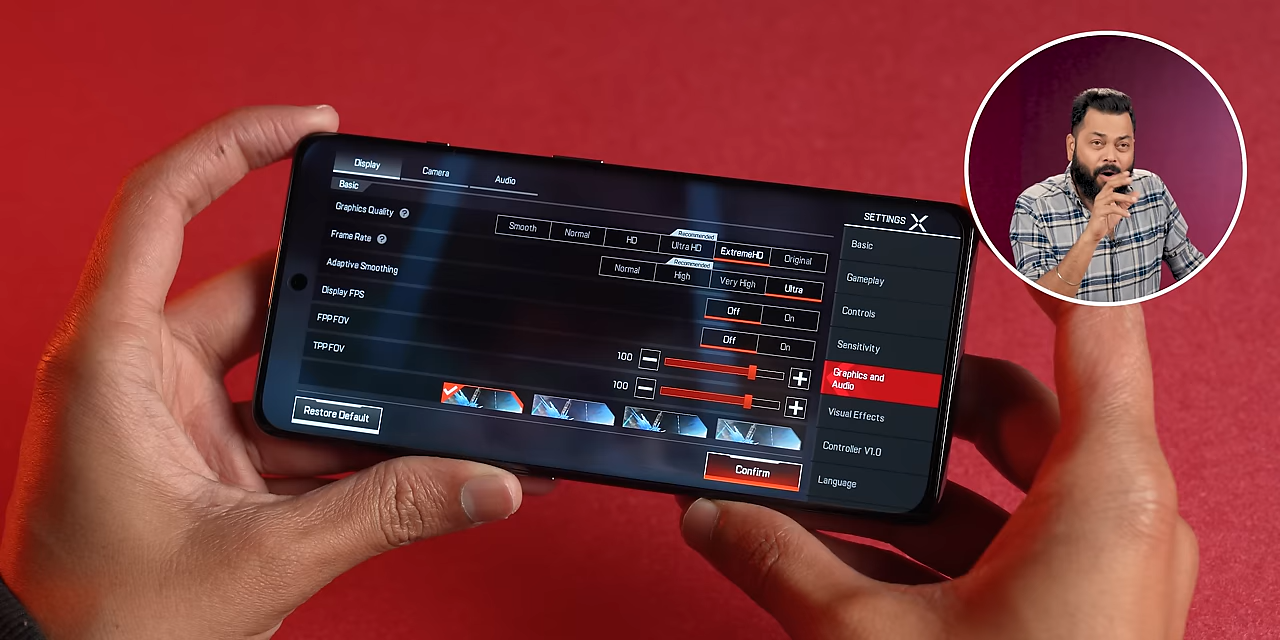 Display Camera Audio
Basic
Graphics Quality ?
Smooth Normal HD Recommended Ultra HD ExtremeHD Original
Frame Rate ?
Normal Recommended High Very High Ultra
Adaptive Smoothing
Off On
Display FPS
Off On
FPP FOV
100
TPP FOV
100
Restore Default
Confirm
SETTINGS
Basic
Gameplay
Controls
Sensitivity
Graphics and
Audio
Visual Effects
Controller V1.0
Language